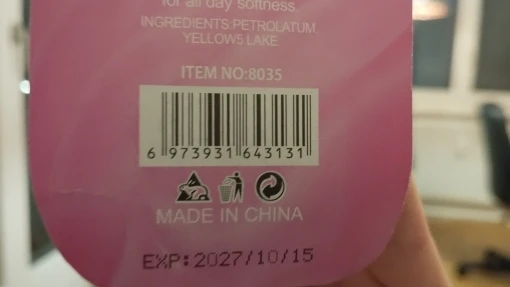 for all day softness.
INGREDIENTS:PETROLATUM,
YELLOW5 LAKE
ITEM NO:8035
6 973931 643131
MADE IN CHINA
EXP:2027/10/15